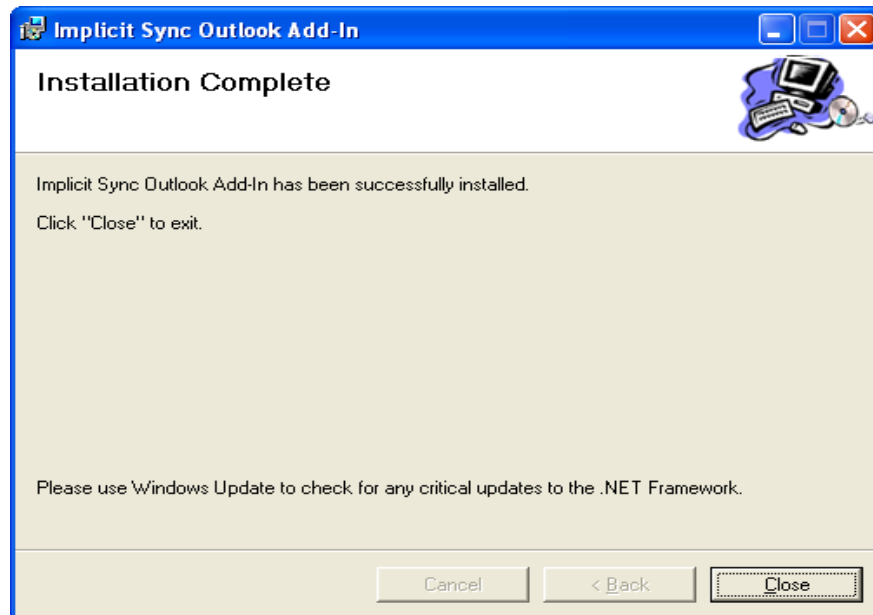 Implicit Sync Outlook Add-In
Installation Complete
Implicit Sync Outlook Add-In has been successfully installed.
Click "Close" to exit.
Please use Windows Update to check for any critical updates to the .NET Framework.
Cancel
< Back
Close